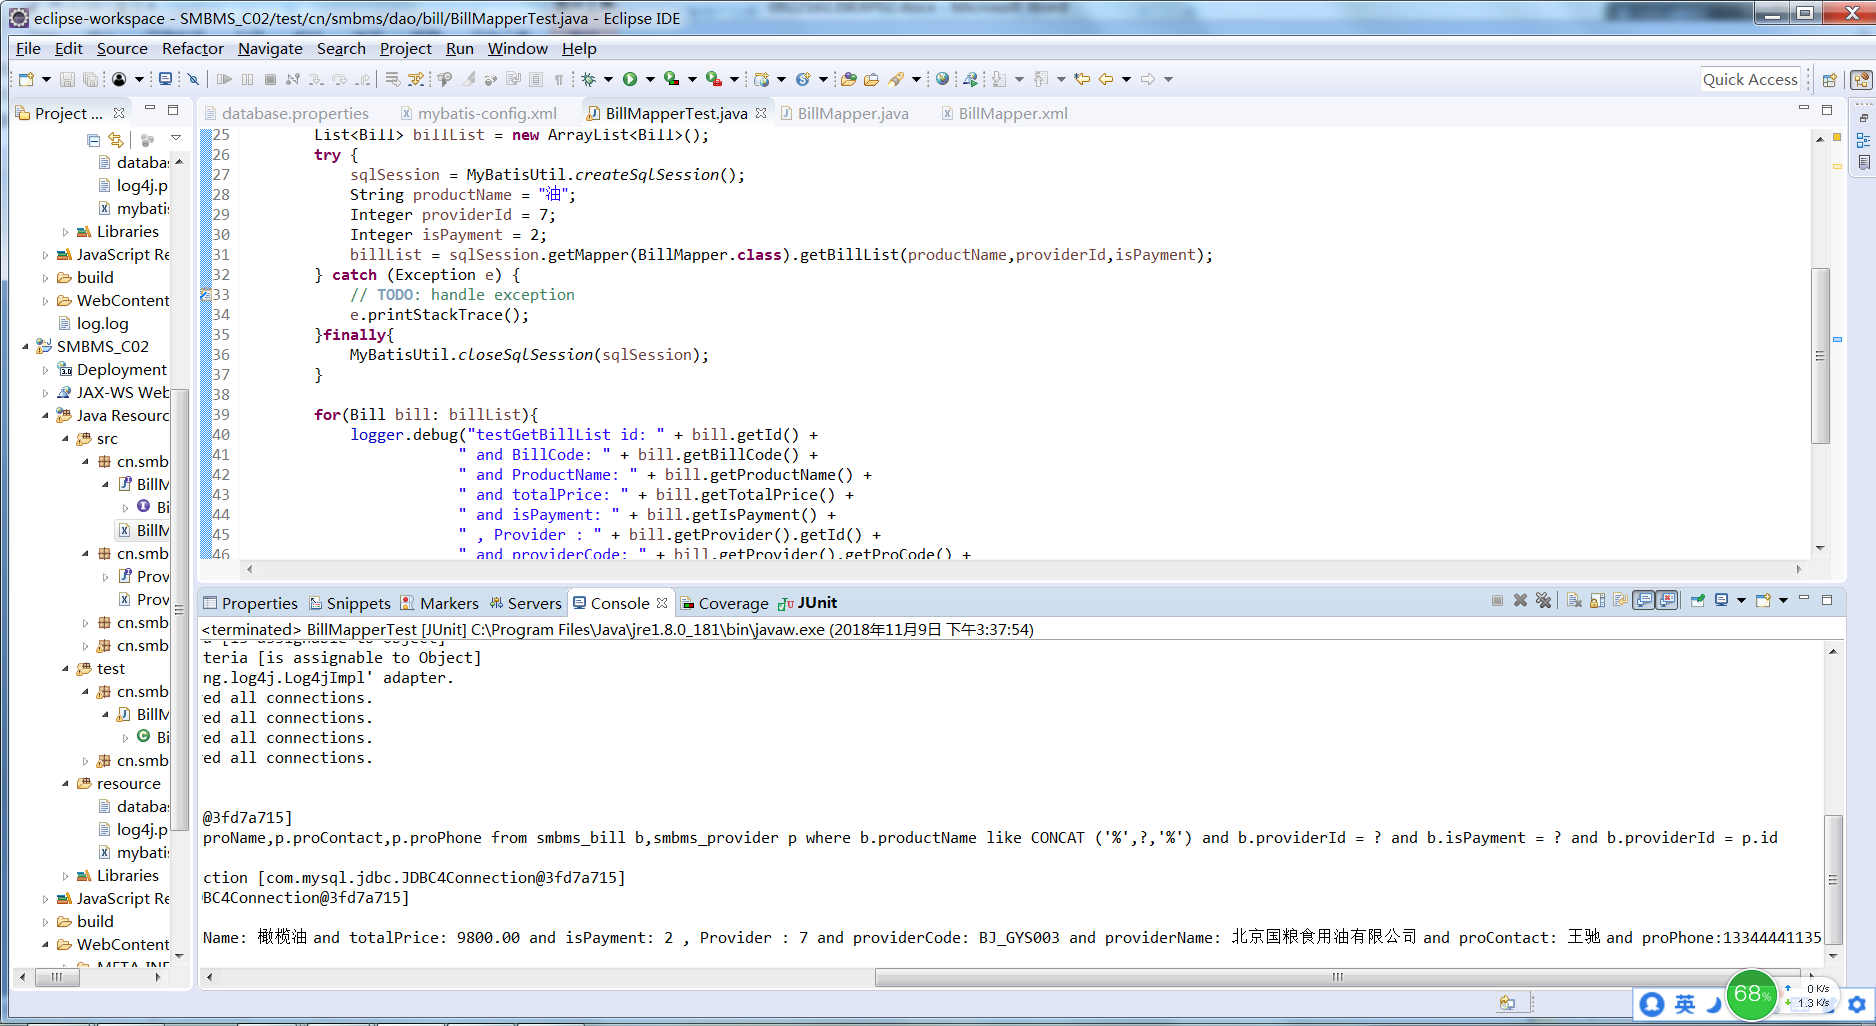 eclipse-workspace - SMBMS_C02/test/cn/smbms/dao/bill/BillMapperTest.java - Eclipse IDE
File Edit Source Refactor Navigate Search Project Run Window Help
Quick Access
Project ...
database.properties mybatis-config.xml BillMapperTest.java BillMapper.java BillMapper.xml
databa
log4j.p
mybati
Libraries
JavaScript Re
build
WebContent
log.log
SMBMS_C02
Deployment
JAX-WS Web
Java Resourc
src
cn.smb
BillM
Bi
BillM
cn.smb
Prov
Prov
cn.smb
cn.smb
test
cn.smb
BillM
Bi
cn.smb
resource
databa
log4j.p
mybati
Libraries
JavaScript Re
build
WebContent
META-INF
25 List<Bill> billList = new ArrayList<Bill>();
26 try {
27 sqlSession = MyBatisUtil.createSqlSession();
28 String productName = "油";
29 Integer providerId = 7;
30 Integer isPayment = 2;
31 billList = sqlSession.getMapper(BillMapper.class).getBillList(productName,providerId,isPayment);
32 } catch (Exception e) {
33 // TODO: handle exception
34 e.printStackTrace();
35 }finally{
36 MyBatisUtil.closeSqlSession(sqlSession);
37 }
38
39 for(Bill bill: billList){
40 logger.debug("testGetBillList id: " + bill.getId() +
41 " and BillCode: " + bill.getBillCode() +
42 " and ProductName: " + bill.getProductName() +
43 " and totalPrice: " + bill.getTotalPrice() +
44 " and isPayment: " + bill.getIsPayment() +
45 " , Provider : " + bill.getProvider().getId() +
46 " and providerCode: " + bill.getProvider().getProCode() +
Properties Snippets Markers Servers Console Coverage JUnit
<terminated> BillMapperTest [JUnit] C:\Program Files\Java\jre1.8.0_181\bin\javaw.exe (2018年11月9日 下午3:37:54)
a [is assignable to Object]
teria [is assignable to Object]
ng.log4j.Log4jImpl' adapter.
ed all connections.
ed all connections.
ed all connections.
ed all connections.
@3fd7a715]
proName,p.proContact,p.proPhone from smbms_bill b,smbms_provider p where b.productName like CONCAT ('%',?,'%') and b.providerId = ? and b.isPayment = ? and b.providerId = p.id
ction [com.mysql.jdbc.JDBC4Connection@3fd7a715]
BC4Connection@3fd7a715]
Name: 橄榄油 and totalPrice: 9800.00 and isPayment: 2 , Provider : 7 and providerCode: BJ_GYS003 and providerName: 北京国粮食用油有限公司 and proContact: 王驰 and proPhone:13344441135
英
68%
0 K/s
1.3 K/s